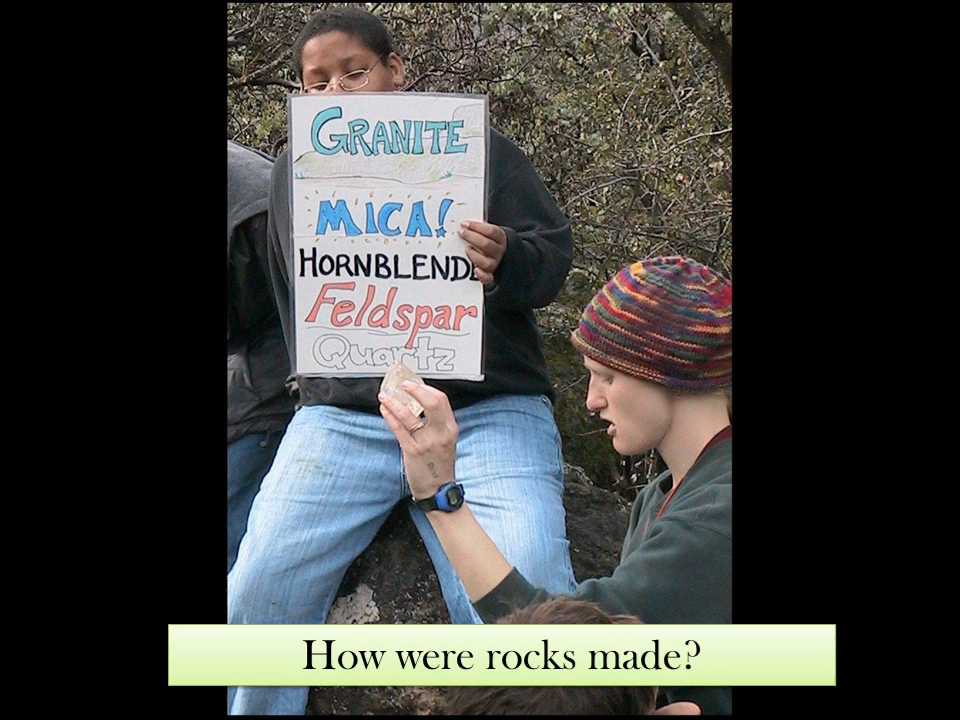 GRANITE
MICA!
HORNBLENDE
Feldspar
Quartz
How were rocks made?